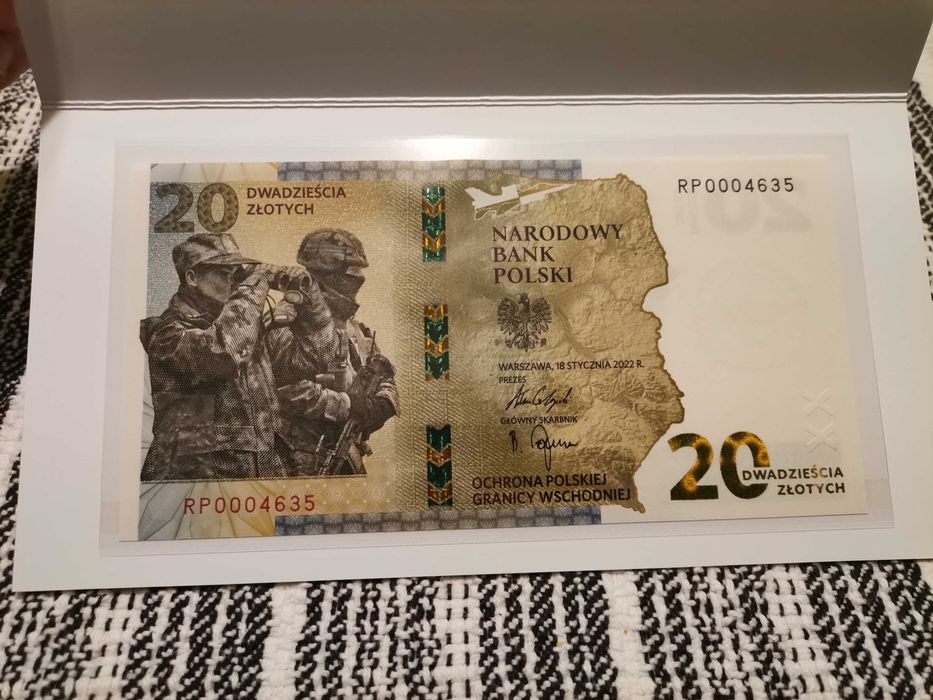 20 DWADZIEŚCIA
ZŁOTYCH
RP0004635
NARODOWY
BANK
POLSKI
WARSZAWA, 18 STYCZNIA 2022 R.
PREZES
GŁÓWNY SKARBNIK
OCHRONA POLSKIEJ
GRANICY WSCHODNIEJ
20 DWADZIEŚCIA
ZŁOTYCH
RP0004635